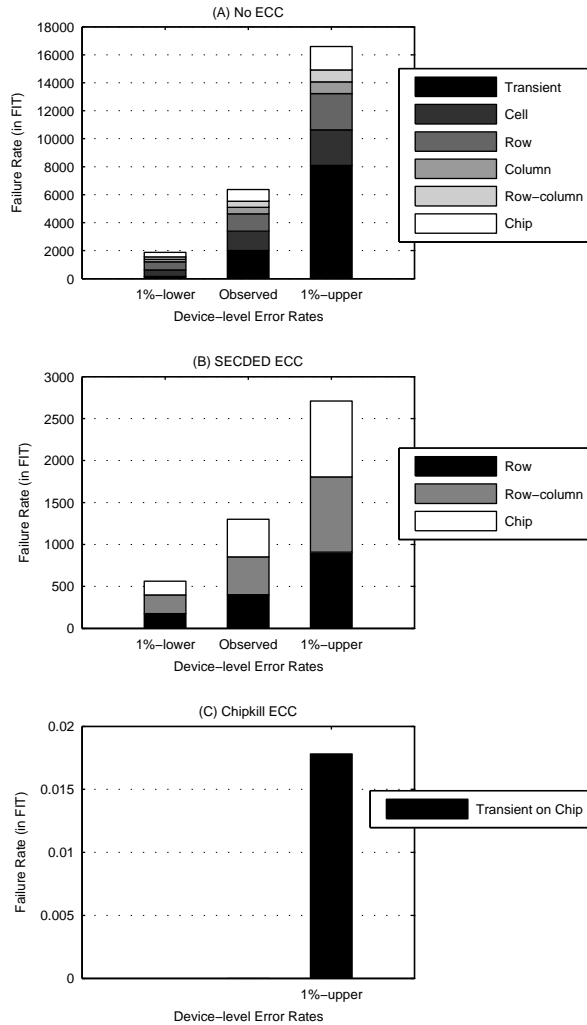 (A) No ECC
18000
16000
14000
12000
10000
8000
6000
4000
2000
0
Failure Rate (in FIT)
1%−lower Observed 1%−upper
Device−level Error Rates
Transient
Cell
Row
Column
Row−column
Chip
(B) SECDED ECC
3000
2500
2000
1500
1000
500
0
Failure Rate (in FIT)
1%−lower Observed 1%−upper
Device−level Error Rates
Row
Row−column
Chip
(C) Chipkill ECC
0.02
0.015
0.01
0.005
0
Failure Rate (in FIT)
1%−upper
Device−level Error Rates
Transient on Chip